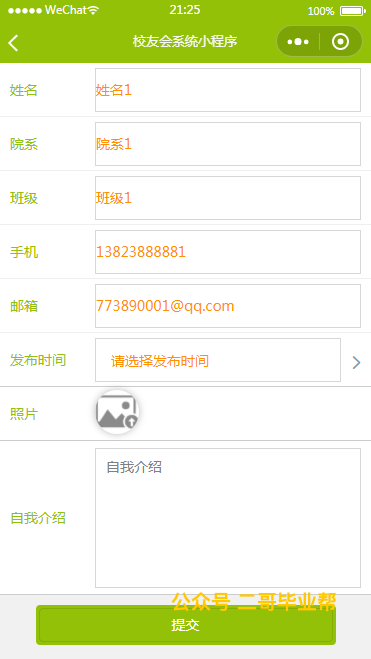 WeChat 21:25 100%
校友会系统小程序
姓名 姓名1
院系 院系1
班级 班级1
手机 13823888881
邮箱 773890001@qq.com
发布时间 请选择发布时间
照片
自我介绍 自我介绍
公众号 二哥毕业帮
提交